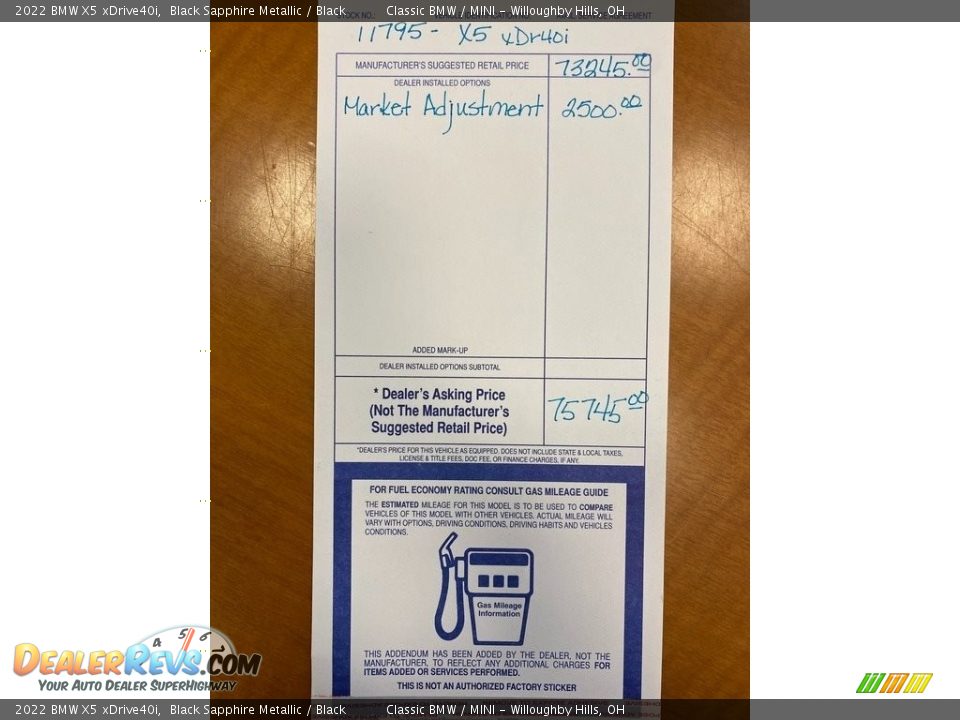 2022 BMW X5 xDrive40i, Black Sapphire Metallic / Black Classic BMW / MINI - Willoughby Hills, OH
11795- X5 xDr40i
MANUFACTURER'S SUGGESTED RETAIL PRICE 73245.00
DEALER INSTALLED OPTIONS
Market Adjustment 2500.00
ADDED MARK-UP
DEALER INSTALLED OPTIONS SUBTOTAL
* Dealer's Asking Price
(Not The Manufacturer's 75745 00
Suggested Retail Price)
*DEALER'S PRICE FOR THIS VEHICLE AS EQUIPPED. DOES NOT INCLUDE STATE & LOCAL TAXES,
LICENSE & TITLE FEES, DOC FEE, OR FINANCE CHARGES, IF ANY.
FOR FUEL ECONOMY RATING CONSULT GAS MILEAGE GUIDE
THE ESTIMATED MILEAGE FOR THIS MODEL IS TO BE USED TO COMPARE
VEHICLES OF THIS MODEL WITH OTHER VEHICLES. ACTUAL MILEAGE WILL
VARY WITH OPTIONS, DRIVING CONDITIONS, DRIVING HABITS AND VEHICLES
CONDITIONS.
Gas Mileage
Information
THIS ADDENDUM HAS BEEN ADDED BY THE DEALER, NOT THE
MANUFACTURER, TO REFLECT ANY ADDITIONAL CHARGES FOR
ITEMS ADDED OR SERVICES PERFORMED.
THIS IS NOT AN AUTHORIZED FACTORY STICKER
4 5 6
DEALERREVS.COM
YOUR AUTO DEALER SUPERHIGHWAY
2022 BMW X5 xDrive40i, Black Sapphire Metallic / Black Classic BMW / MINI - Willoughby Hills, OH